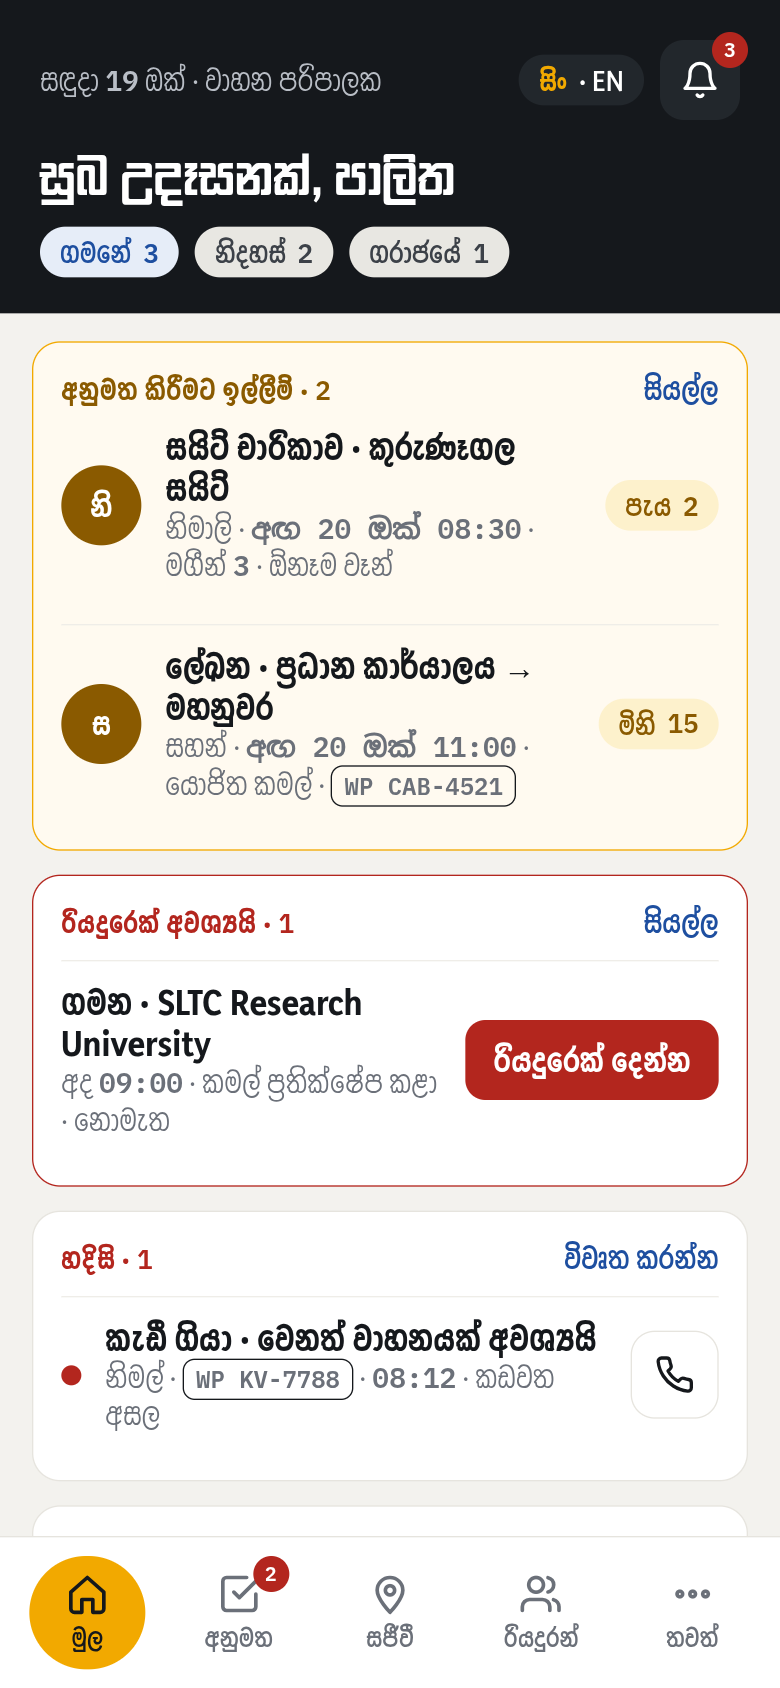 සඳුදා 19 ඔක් · වාහන පරිපාලක
සිං · EN
3
සුබ උදෑසනක්, පාලිත
ගමනේ 3
නිදහස් 2
ගරාජයේ 1
අනුමත කිරීමට ඉල්ලීම් · 2
සියල්ල
නි
සයිට් චාරිකාව · කුරුණෑගල
සයිට්
නිමාලි · අඟ 20 ඔක් 08:30 ·
මගීන් 3 · ඕනෑම වෑන්
පැය 2
ස
ලේඛන · ප්‍රධාන කාර්යාලය →
මහනුවර
සහන් · අඟ 20 ඔක් 11:00 ·
යොජිත කමල් · WP CAB-4521
මිනි 15
රියදුරෙක් අවශ්‍යයි · 1
සියල්ල
ගමන · SLTC Research
University
අද 09:00 · කමල් ප්‍රතික්ෂේප කළා
· නොමැත
රියදුරෙක් දෙන්න
හදිසි · 1
විවෘත කරන්න
කැඩී ගියා · වෙනත් වාහනයක් අවශ්‍යයි
නිමල් · WP KV-7788 · 08:12 · කඩවත
අසල
මුල
2
අනුමත
සජීවී
රියදුරන්
තවත්